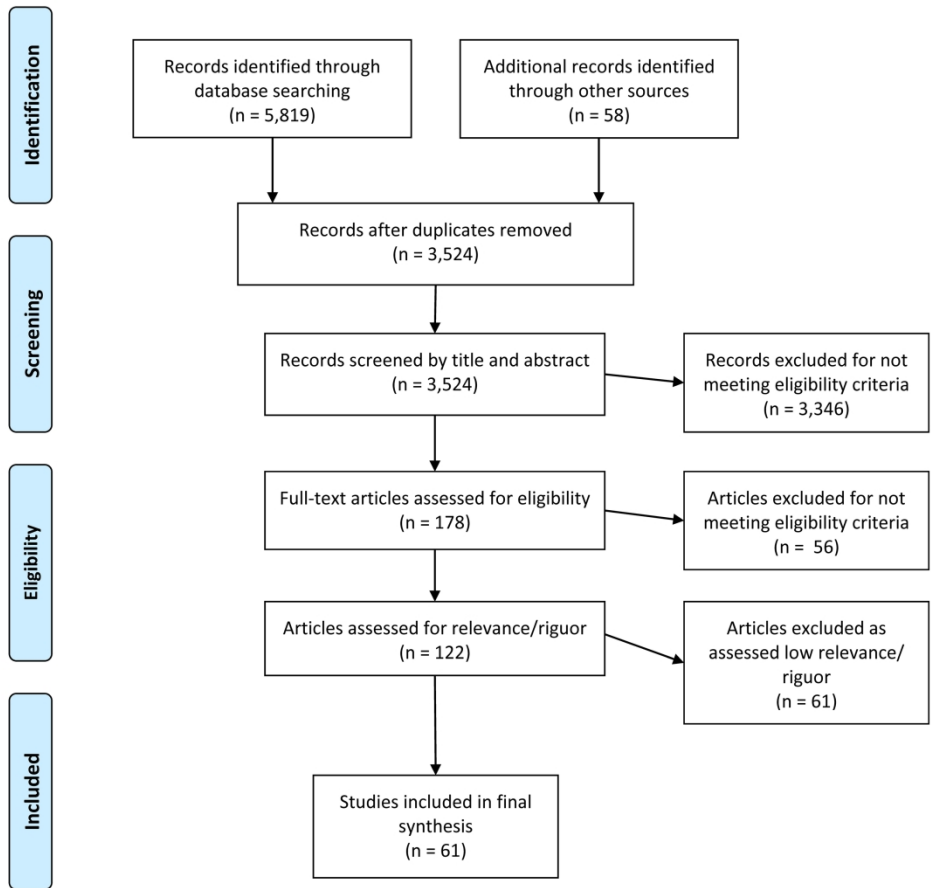 Identification
Records identified through
database searching
(n = 5,819)
Additional records identified
through other sources
(n = 58)
Records after duplicates removed
(n = 3,524)
Screening
Records screened by title and abstract
(n = 3,524)
Records excluded for not
meeting eligibility criteria
(n = 3,346)
Eligibility
Full-text articles assessed for eligibility
(n = 178)
Articles excluded for not
meeting eligibility criteria
(n =  56)
Articles assessed for relevance/riguor
(n = 122)
Articles excluded as
assessed low relevance/
riguor
(n = 61)
Included
Studies included in final
synthesis
(n = 61)